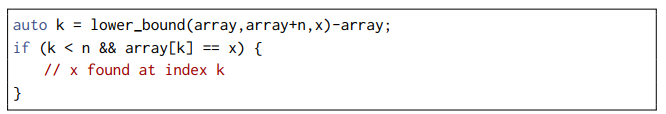 auto k = lower_bound(array,array+n,x)-array;
if (k < n && array[k] == x) {
    // x found at index k
}